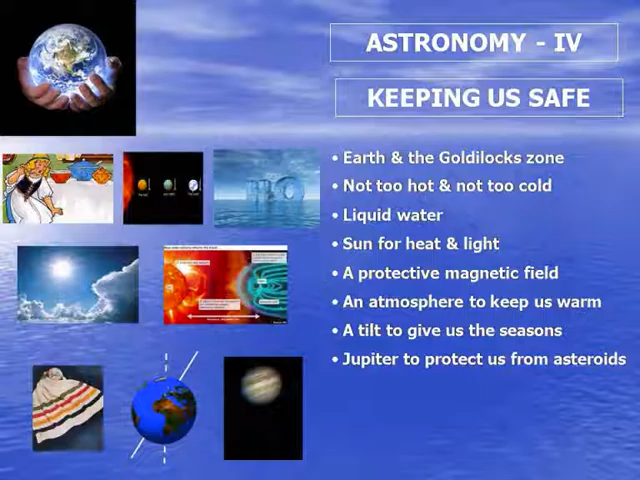 ASTRONOMY - IV
KEEPING US SAFE
• Earth & the Goldilocks zone
• Not too hot & not too cold
• Liquid water
• Sun for heat & light
• A protective magnetic field
• An atmosphere to keep us warm
• A tilt to give us the seasons
• Jupiter to protect us from asteroids
H2O